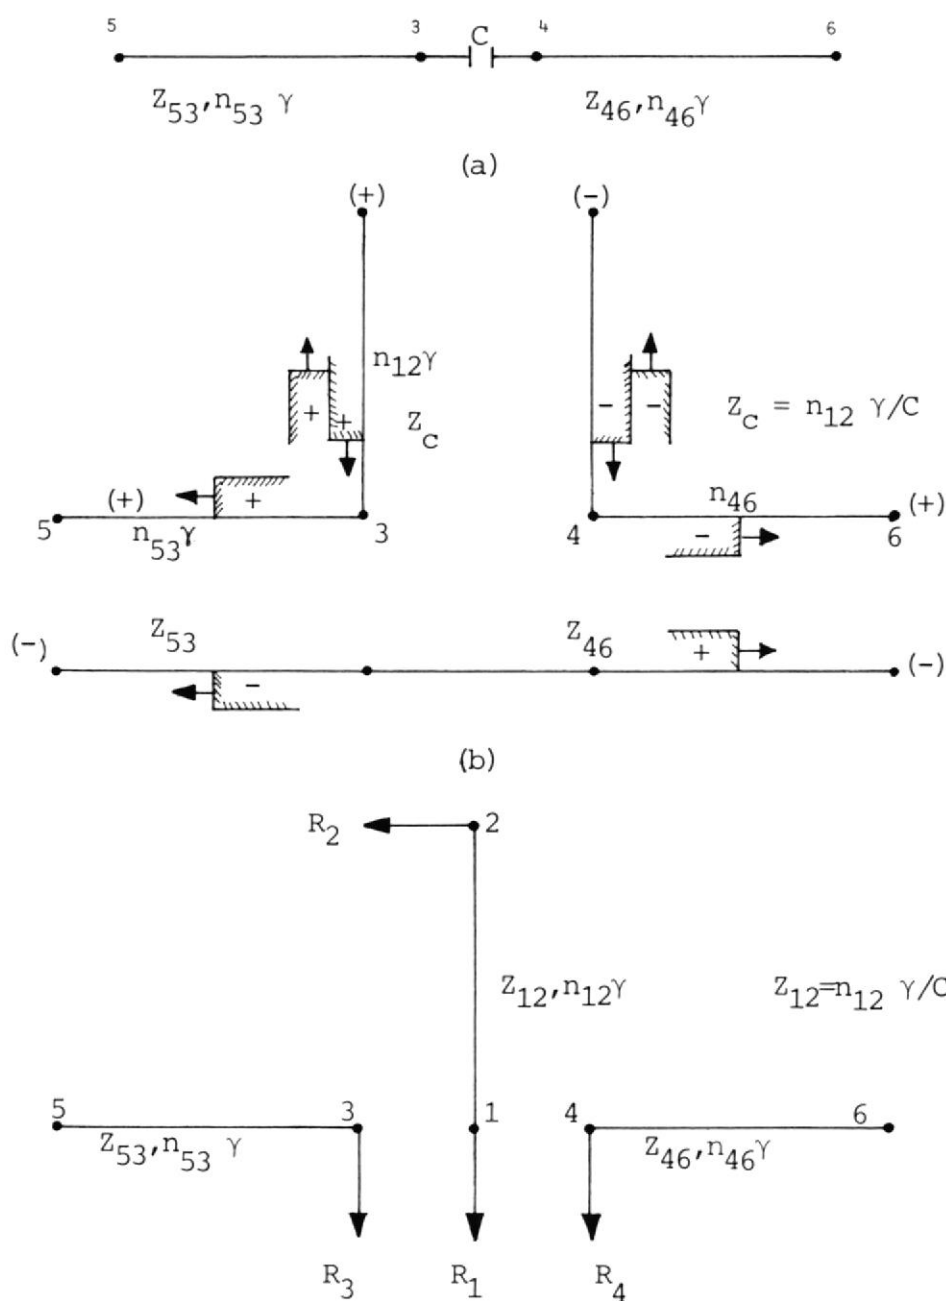 5 3 C 4 6
Z53,n53 γ Z46,n46γ
(a)
(+) (-)
n12γ
+ + Zc - - Zc = n12 γ/C
(+) + n46 (+)
5 n53γ 3 4 - 6
(-) Z53 Z46 + (-)
-
(b)
R2 2
Z12,n12γ Z12=n12 γ/C
5 3 1 4 6
Z53,n53 γ Z46,n46γ
R3 R1 R4